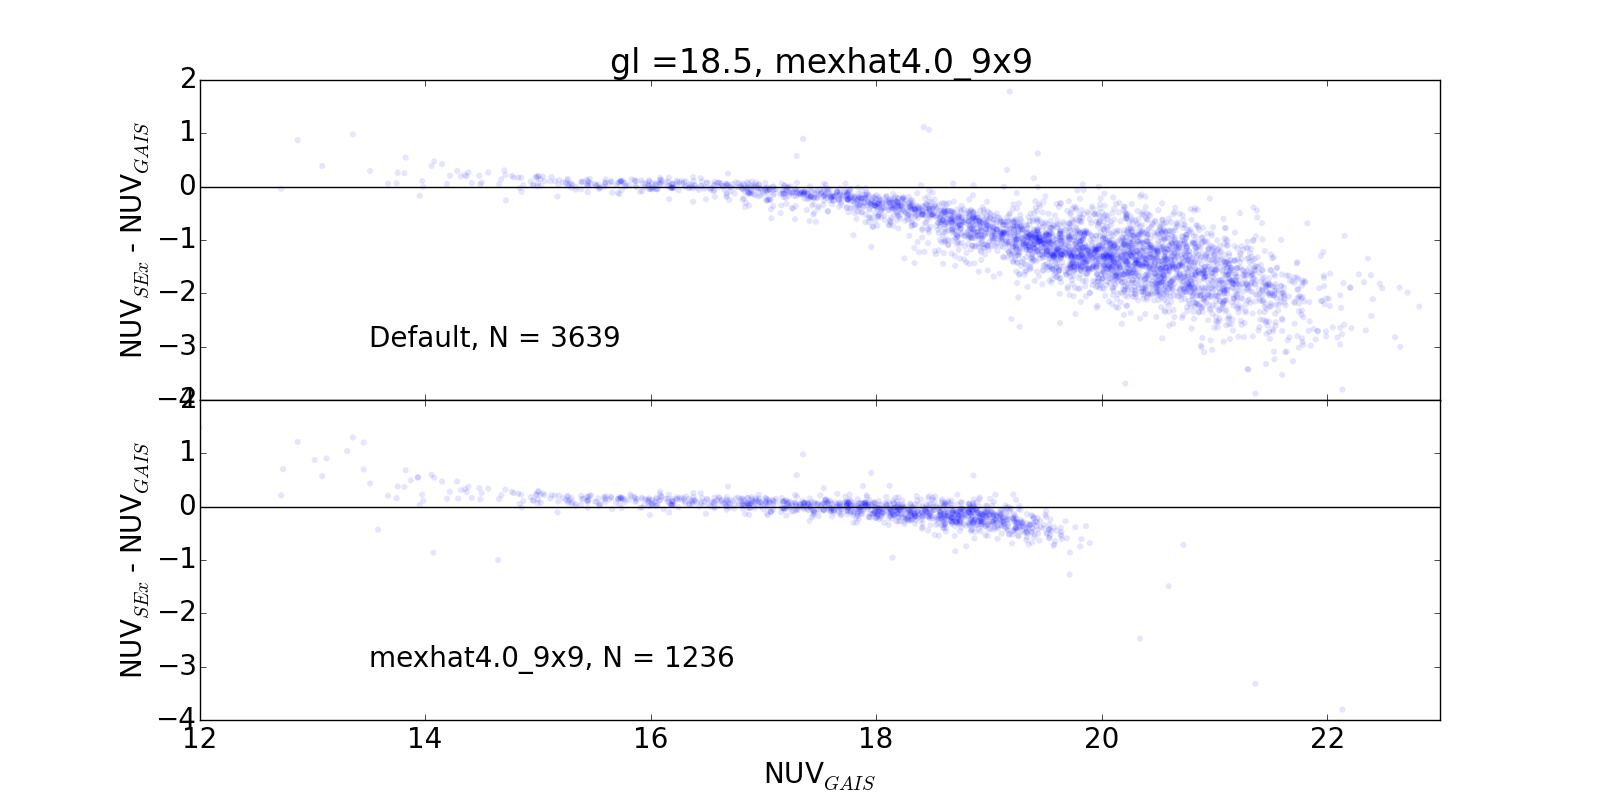 gl =18.5, mexhat4.0_9x9
2
1
0
−1
−2
−3
−4
NUV_SEx - NUV_GAIS
Default, N = 3639
2
1
0
−1
−2
−3
−4
NUV_SEx - NUV_GAIS
mexhat4.0_9x9, N = 1236
12 14 16 18 20 22
NUV_GAIS